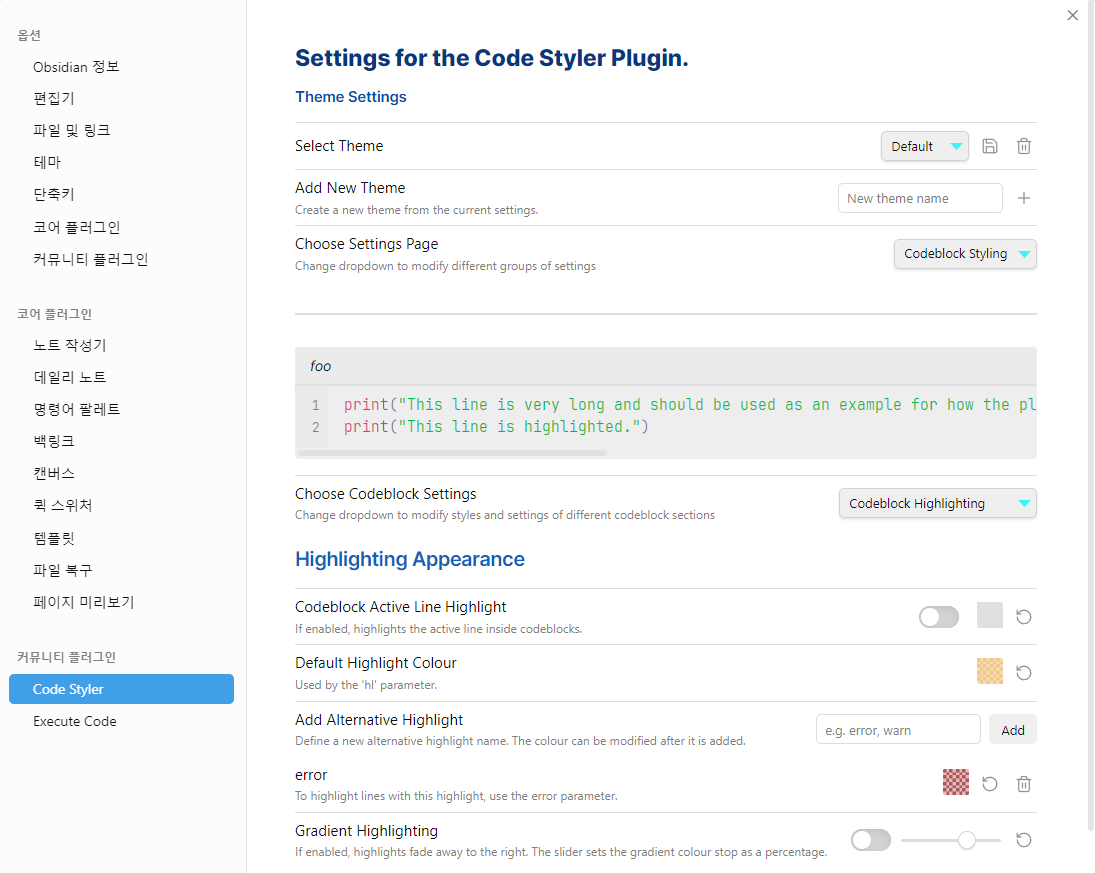 옵션
Obsidian 정보
편집기
파일 및 링크
테마
단축키
코어 플러그인
커뮤니티 플러그인
코어 플러그인
노트 작성기
데일리 노트
명령어 팔레트
백링크
캔버스
퀵 스위처
템플릿
파일 복구
페이지 미리보기
커뮤니티 플러그인
Code Styler
Execute Code
Settings for the Code Styler Plugin.
Theme Settings
Select Theme
Default
Add New Theme
Create a new theme from the current settings.
New theme name
Choose Settings Page
Change dropdown to modify different groups of settings
Codeblock Styling
foo
1 print("This line is very long and should be used as an example for how the pl
2 print("This line is highlighted.")
Choose Codeblock Settings
Change dropdown to modify styles and settings of different codeblock sections
Codeblock Highlighting
Highlighting Appearance
Codeblock Active Line Highlight
If enabled, highlights the active line inside codeblocks.
Default Highlight Colour
Used by the 'hl' parameter.
Add Alternative Highlight
Define a new alternative highlight name. The colour can be modified after it is added.
e.g. error, warn
Add
error
To highlight lines with this highlight, use the error parameter.
Gradient Highlighting
If enabled, highlights fade away to the right. The slider sets the gradient colour stop as a percentage.